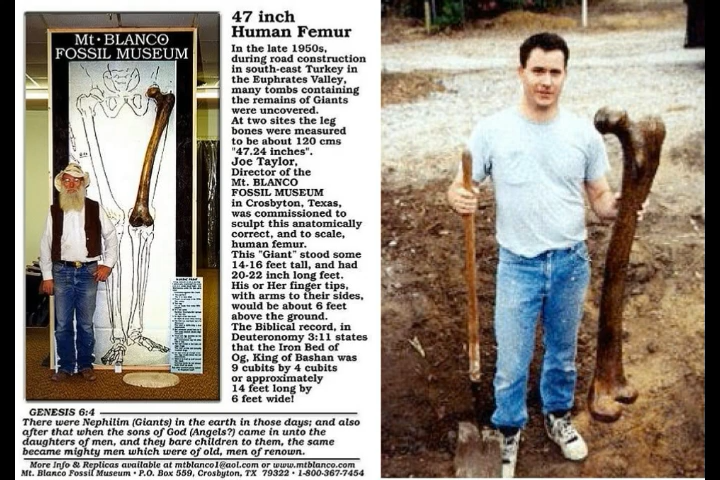 Mt • BLANCO
FOSSIL MUSEUM
47 inch
Human Femur
In the late 1950s,
during road construction
in south-east Turkey in
the Euphrates Valley,
many tombs containing
the remains of Giants
were uncovered.
At two sites the leg
bones were measured
to be about 120 cms
"47.24 inches".
Joe Taylor,
Director of the
Mt. BLANCO
FOSSIL MUSEUM
in Crosbyton, Texas,
was commissioned to
sculpt this anatomically
correct, and to scale,
human femur.
This "Giant" stood some
14-16 feet tall, and had
20-22 inch long feet.
His or Her finger tips,
with arms to their sides,
would be about 6 feet
above the ground.
The Biblical record, in
Deuteronomy 3:11 states
that the Iron Bed of
Og, King of Bashan was
9 cubits by 4 cubits
or approximately
14 feet long by
6 feet wide!
GENESIS 6:4
There were Nephilim (Giants) in the earth in those days; and also
after that when the sons of God (Angels?) came in unto the
daughters of men, and they bare children to them, the same
became mighty men which were of old, men of renown.
More Info & Replicas available at mtblanco1@aol.com or www.mtblanco.com
Mt. Blanco Fossil Museum • P.O. Box 559, Crosbyton, TX 79322 • 1-800-367-7454